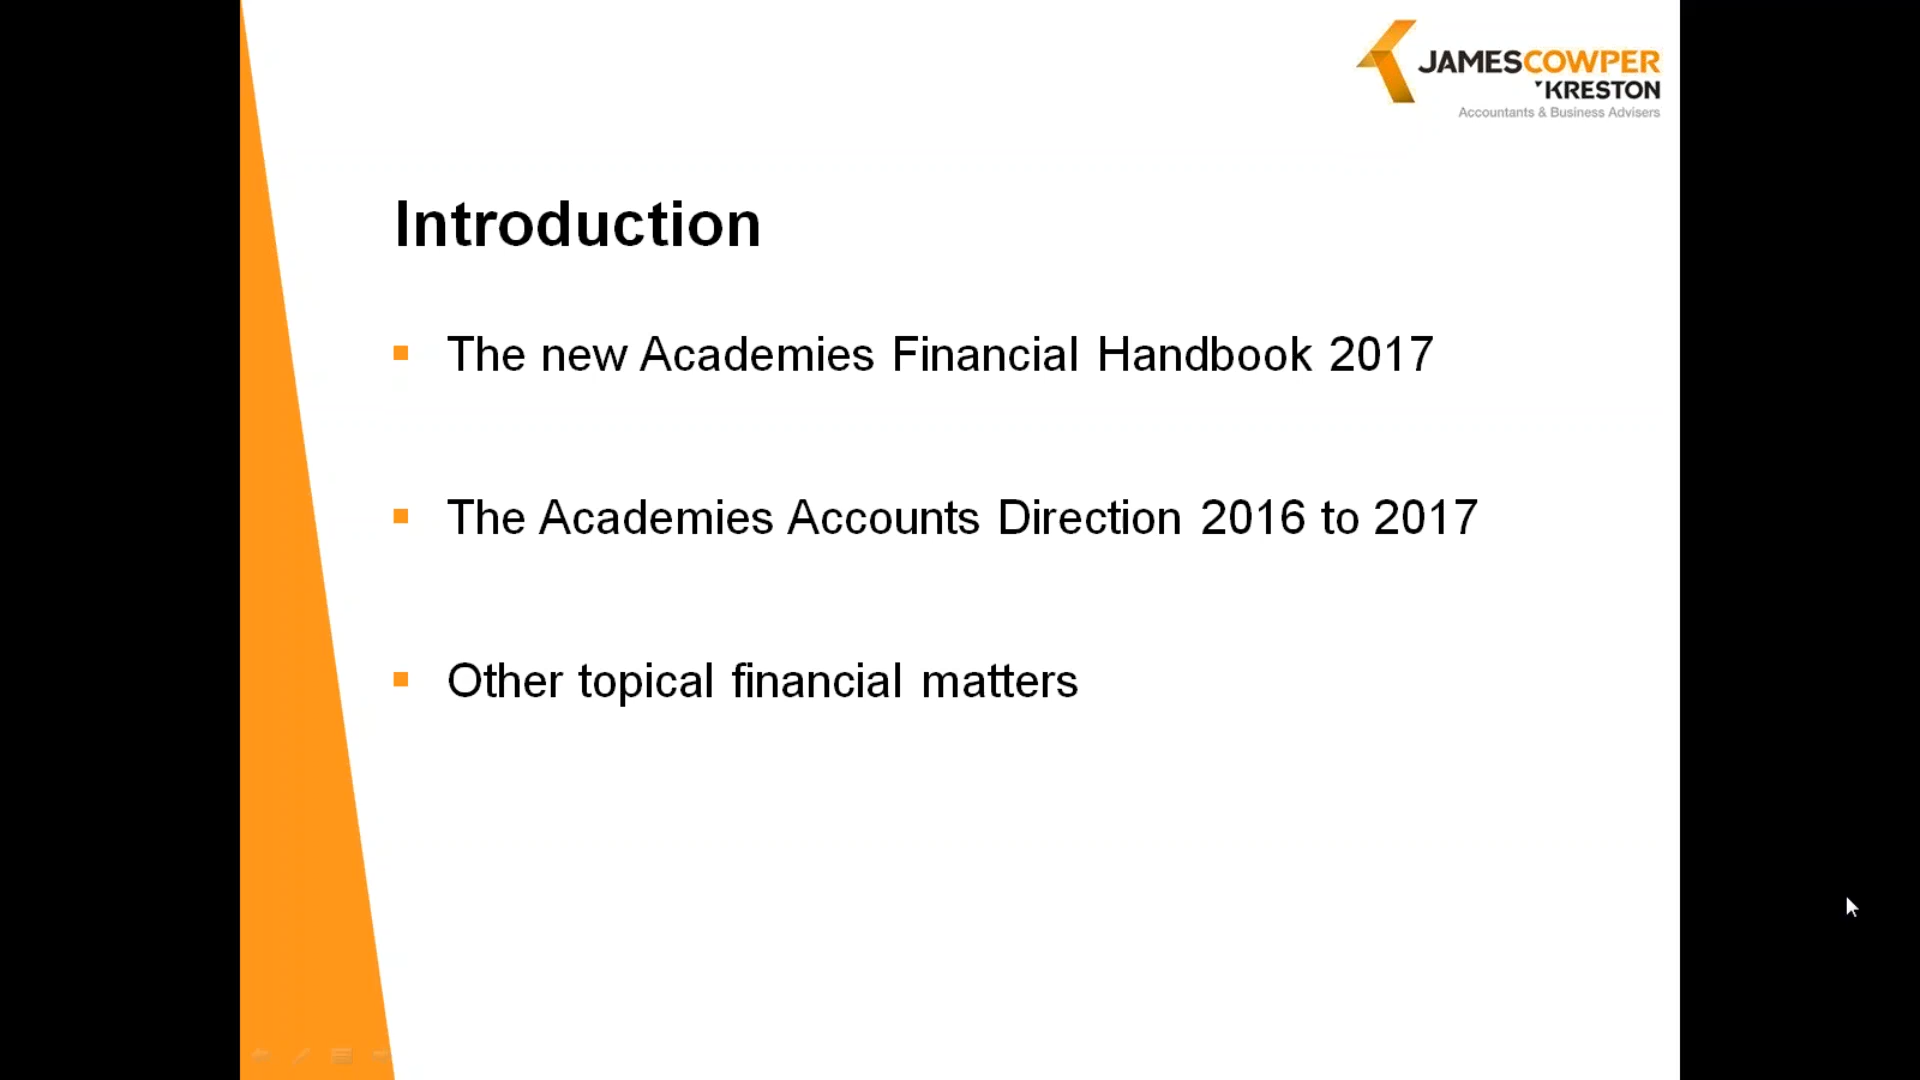 JAMESCOWPER
KRESTON
Accountants & Business Advisers
Introduction
The new Academies Financial Handbook 2017
The Academies Accounts Direction 2016 to 2017
Other topical financial matters